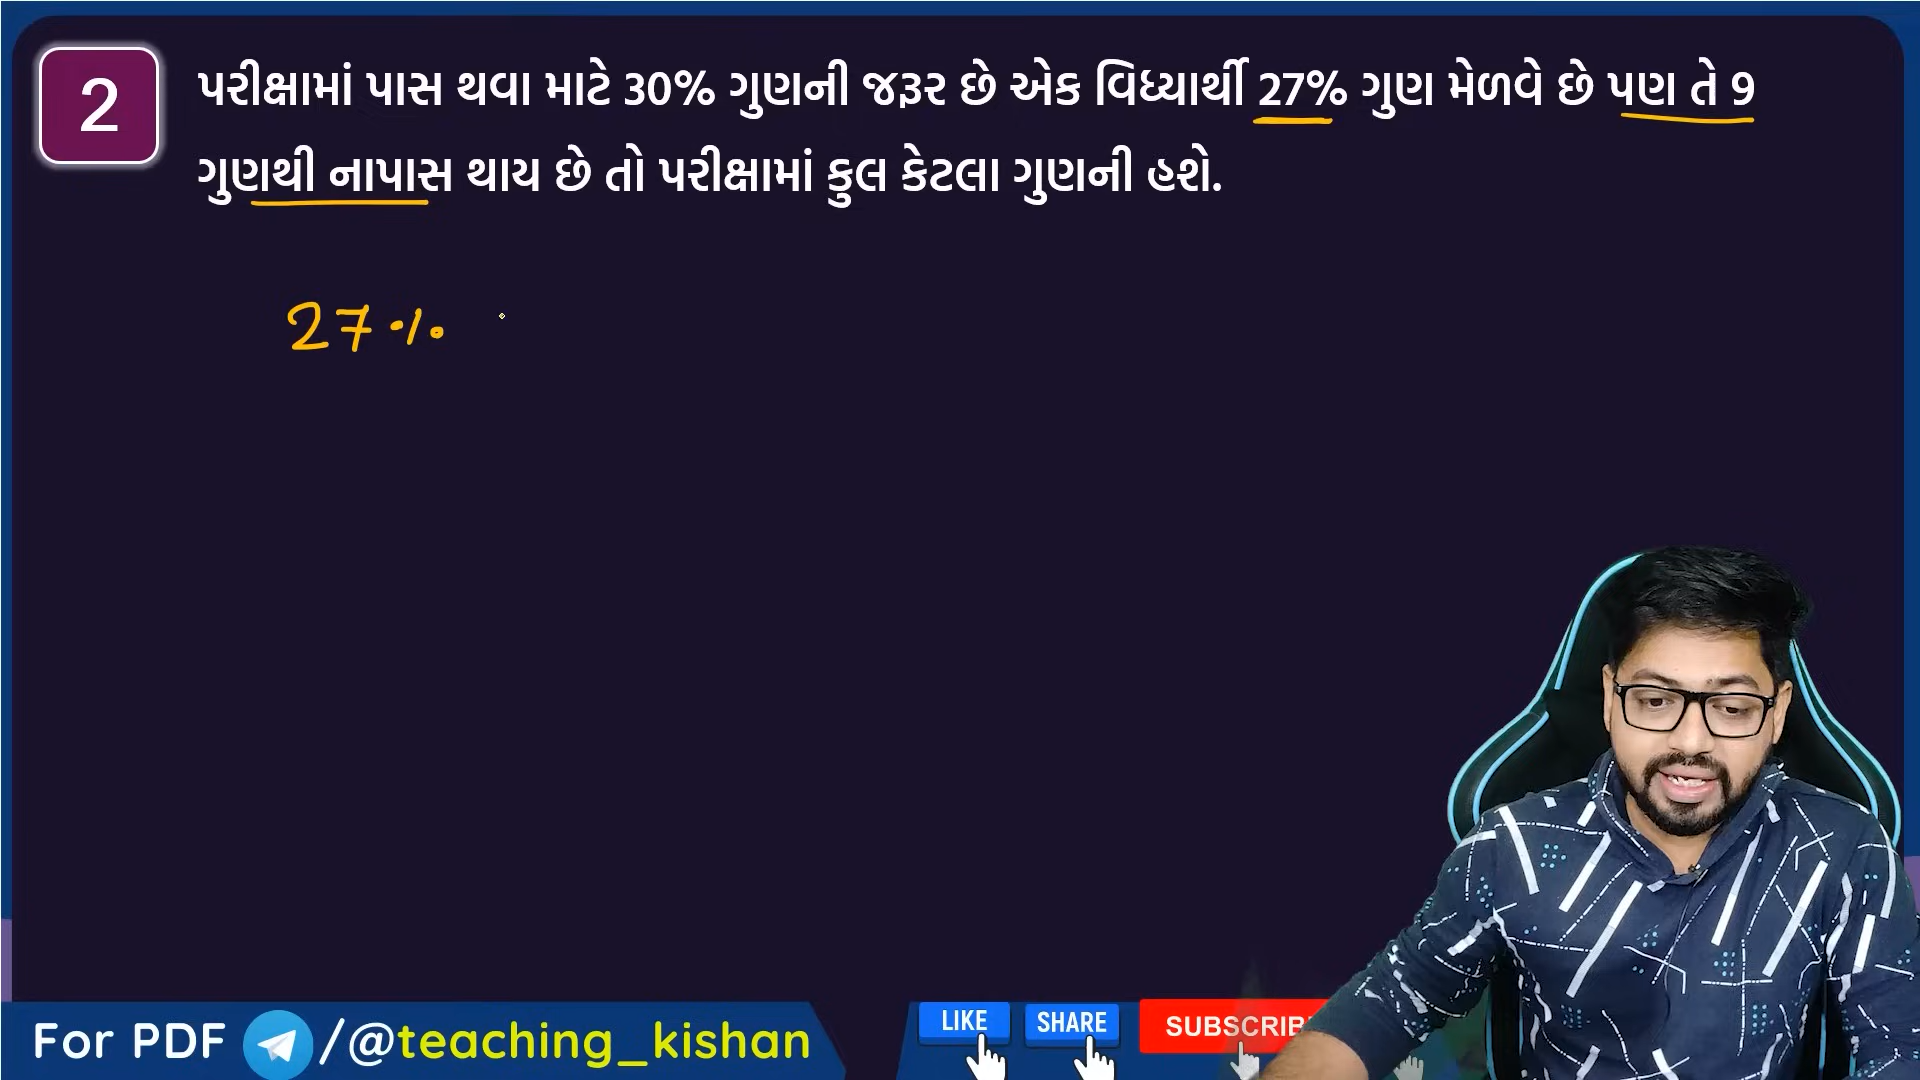 2
પરીક્ષામાં પાસ થવા માટે 30% ગુણની જરૂર છે એક વિધ્યાર્થી 27% ગુણ મેળવે છે પણ તે 9
ગુણથી નાપાસ થાય છે તો પરીક્ષામાં કુલ કેટલા ગુણની હશે.
27%
For PDF /@teaching_kishan
LIKE SHARE SUBSCRIB